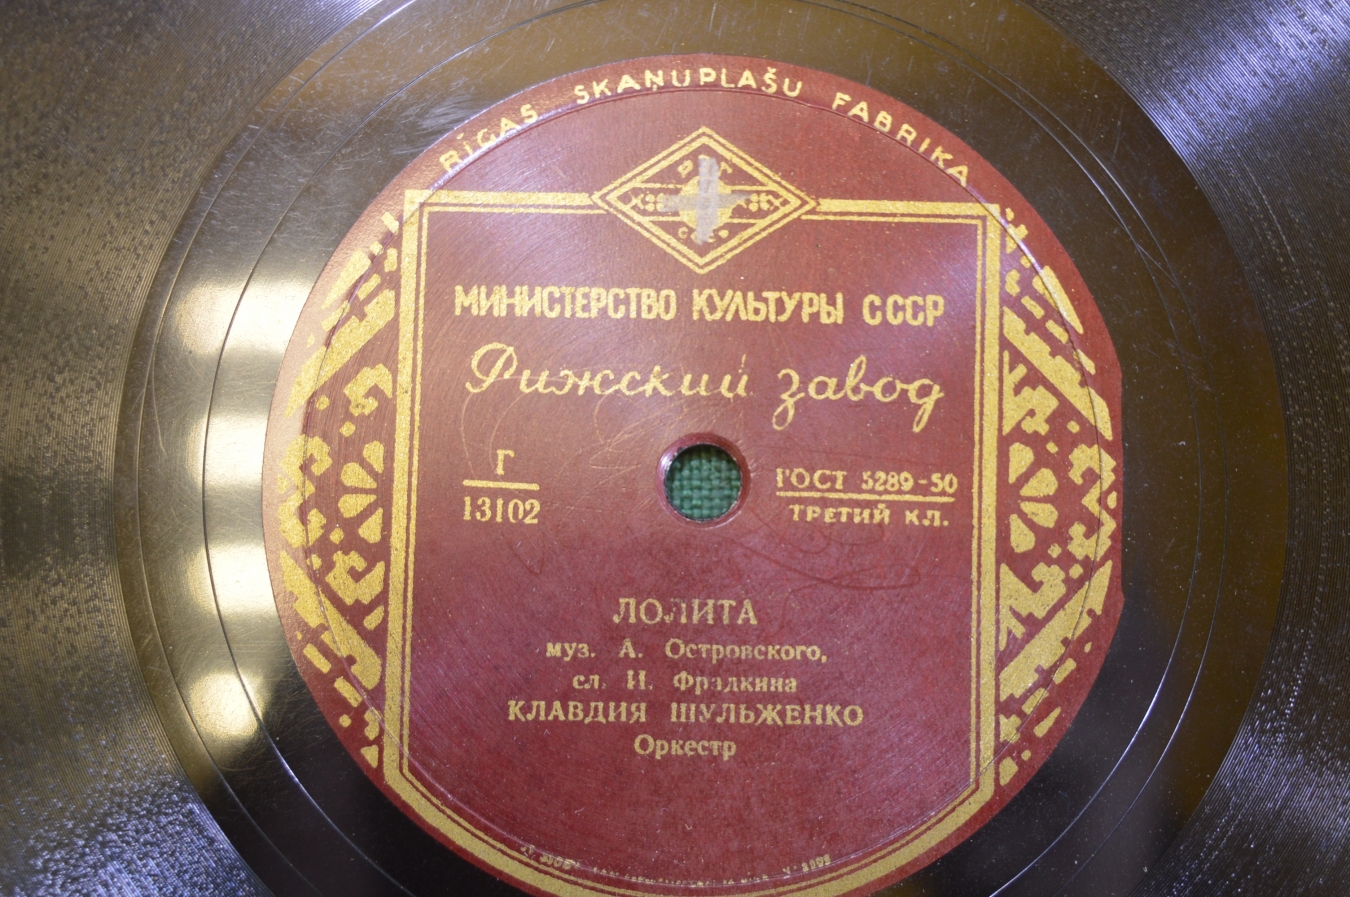 RĪGAS SKAŅUPLAŠU FABRIKA
МИНИСТЕРСТВО КУЛЬТУРЫ СССР
Рижский завод
Г
13102
ГОСТ 5289-50
ТРЕТИЙ КЛ.
ЛОЛИТА
муз. А. Островского,
сл. И. Фрадкина
КЛАВДИЯ ШУЛЬЖЕНКО
Оркестр